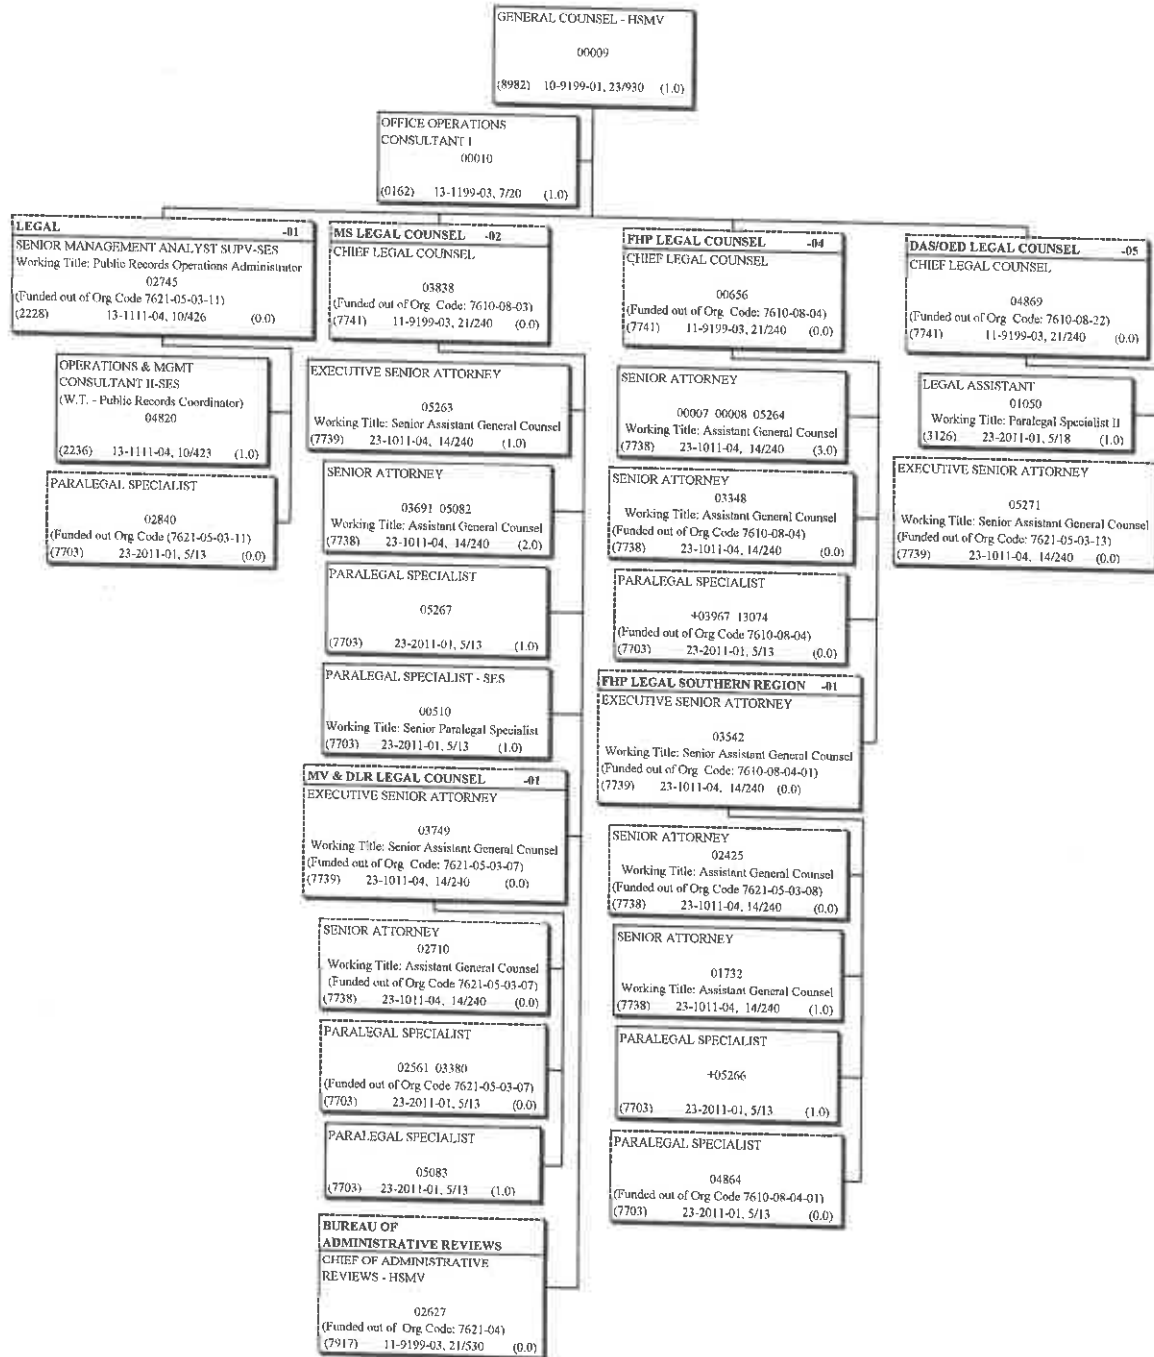 GENERAL COUNSEL - HSMV
00009
(8982) 10-9199-01, 23/930 (1.0)
OFFICE OPERATIONS
CONSULTANT I
00010
(0162) 13-1199-03, 7/20 (1.0)
LEGAL -01
SENIOR MANAGEMENT ANALYST SUPV-SES
Working Title: Public Records Operations Administrator
02745
(Funded out of Org Code 7621-05-03-11)
(2228) 13-1111-04, 10/426 (0.0)
OPERATIONS & MGMT
CONSULTANT II-SES
(W.T. - Public Records Coordinator)
04820
(2236) 13-1111-04, 10/423 (1.0)
PARALEGAL SPECIALIST
02840
(Funded out of Org Code (7621-05-03-11)
(7703) 23-2011-01, 5/13 (0.0)
MS LEGAL COUNSEL -02
CHIEF LEGAL COUNSEL
03838
(Funded out of Org Code: 7610-08-03)
(7741) 11-9199-03, 21/240 (0.0)
EXECUTIVE SENIOR ATTORNEY
05263
Working Title: Senior Assistant General Counsel
(7739) 23-1011-04, 14/240 (1.0)
SENIOR ATTORNEY
03691 05082
Working Title: Assistant General Counsel
(7738) 23-1011-04, 14/240 (2.0)
PARALEGAL SPECIALIST
05267
(7703) 23-2011-01, 5/13 (1.0)
PARALEGAL SPECIALIST - SES
00510
Working Title: Senior Paralegal Specialist
(7703) 23-2011-01, 5/13 (1.0)
MV & DLR LEGAL COUNSEL -01
EXECUTIVE SENIOR ATTORNEY
03749
Working Title: Senior Assistant General Counsel
(Funded out of Org Code: 7621-05-03-07)
(7739) 23-1011-04, 14/240 (0.0)
SENIOR ATTORNEY
02710
Working Title: Assistant General Counsel
(Funded out of Org Code 7621-05-03-07)
(7738) 23-1011-04, 14/240 (0.0)
PARALEGAL SPECIALIST
02561 03380
(Funded out of Org Code 7621-05-03-07)
(7703) 23-2011-01, 5/13 (0.0)
PARALEGAL SPECIALIST
05083
(7703) 23-2011-01, 5/13 (1.0)
BUREAU OF
ADMINISTRATIVE REVIEWS
CHIEF OF ADMINISTRATIVE
REVIEWS - HSMV
02627
(Funded out of Org Code: 7621-04)
(7917) 11-9199-03, 21/530 (0.0)
FHP LEGAL COUNSEL -04
CHIEF LEGAL COUNSEL
00656
(Funded out of Org Code: 7610-08-04)
(7741) 11-9199-03, 21/240 (0.0)
SENIOR ATTORNEY
00007 00008 05264
Working Title: Assistant General Counsel
(7738) 23-1011-04, 14/240 (3.0)
SENIOR ATTORNEY
03348
Working Title: Assistant General Counsel
(Funded out of Org Code 7610-08-04)
(7738) 23-1011-04, 14/240 (0.0)
PARALEGAL SPECIALIST
+03967 13074
(Funded out of Org Code 7610-08-04)
(7703) 23-2011-01, 5/13 (0.0)
FHP LEGAL SOUTHERN REGION -01
EXECUTIVE SENIOR ATTORNEY
03542
Working Title: Senior Assistant General Counsel
(Funded out of Org Code: 7610-08-04-01)
(7739) 23-1011-04, 14/240 (0.0)
SENIOR ATTORNEY
02425
Working Title: Assistant General Counsel
(Funded out of Org Code 7621-05-03-08)
(7738) 23-1011-04, 14/240 (0.0)
SENIOR ATTORNEY
01732
Working Title: Assistant General Counsel
(7738) 23-1011-04, 14/240 (1.0)
PARALEGAL SPECIALIST
+05266
(7703) 23-2011-01, 5/13 (1.0)
PARALEGAL SPECIALIST
04864
(Funded out of Org Code 7610-08-04-01)
(7703) 23-2011-01, 5/13 (0.0)
DAS/OED LEGAL COUNSEL -05
CHIEF LEGAL COUNSEL
04869
(Funded out of Org Code: 7610-08-22)
(7741) 11-9199-03, 21/240 (0.0)
LEGAL ASSISTANT
01050
Working Title: Paralegal Specialist II
(3126) 23-2011-01, 5/18 (1.0)
EXECUTIVE SENIOR ATTORNEY
05271
Working Title: Senior Assistant General Counsel
(Funded out of Org Code: 7621-05-03-13)
(7739) 23-1011-04, 14/240 (0.0)